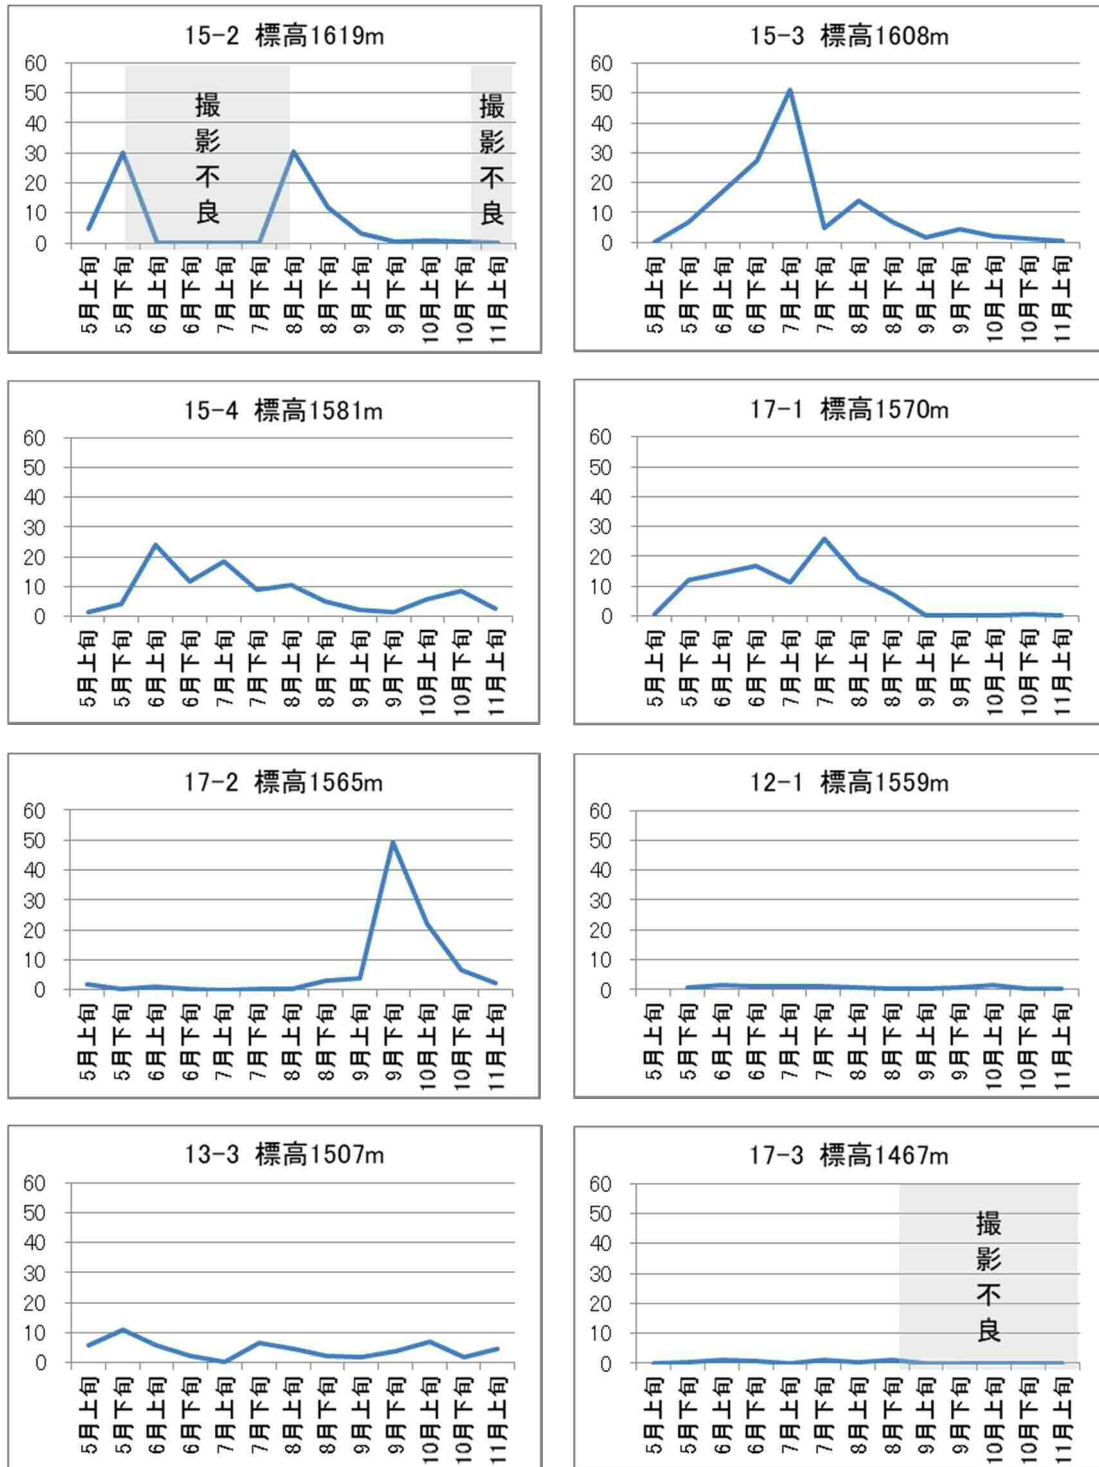 15-2 標高1619m
60
50
40
30
20
10
0
撮影不良
撮影不良
5月上旬
5月下旬
6月上旬
6月下旬
7月上旬
7月下旬
8月上旬
8月下旬
9月上旬
9月下旬
10月上旬
10月下旬
11月上旬
15-3 標高1608m
60
50
40
30
20
10
0
5月上旬
5月下旬
6月上旬
6月下旬
7月上旬
7月下旬
8月上旬
8月下旬
9月上旬
9月下旬
10月上旬
10月下旬
11月上旬
15-4 標高1581m
60
50
40
30
20
10
0
5月上旬
5月下旬
6月上旬
6月下旬
7月上旬
7月下旬
8月上旬
8月下旬
9月上旬
9月下旬
10月上旬
10月下旬
11月上旬
17-1 標高1570m
60
50
40
30
20
10
0
5月上旬
5月下旬
6月上旬
6月下旬
7月上旬
7月下旬
8月上旬
8月下旬
9月上旬
9月下旬
10月上旬
10月下旬
11月上旬
17-2 標高1565m
60
50
40
30
20
10
0
5月上旬
5月下旬
6月上旬
6月下旬
7月上旬
7月下旬
8月上旬
8月下旬
9月上旬
9月下旬
10月上旬
10月下旬
11月上旬
12-1 標高1559m
60
50
40
30
20
10
0
5月上旬
5月下旬
6月上旬
6月下旬
7月上旬
7月下旬
8月上旬
8月下旬
9月上旬
9月下旬
10月上旬
10月下旬
11月上旬
13-3 標高1507m
60
50
40
30
20
10
0
5月上旬
5月下旬
6月上旬
6月下旬
7月上旬
7月下旬
8月上旬
8月下旬
9月上旬
9月下旬
10月上旬
10月下旬
11月上旬
17-3 標高1467m
60
50
40
30
20
10
0
撮影不良
5月上旬
5月下旬
6月上旬
6月下旬
7月上旬
7月下旬
8月上旬
8月下旬
9月上旬
9月下旬
10月上旬
10月下旬
11月上旬